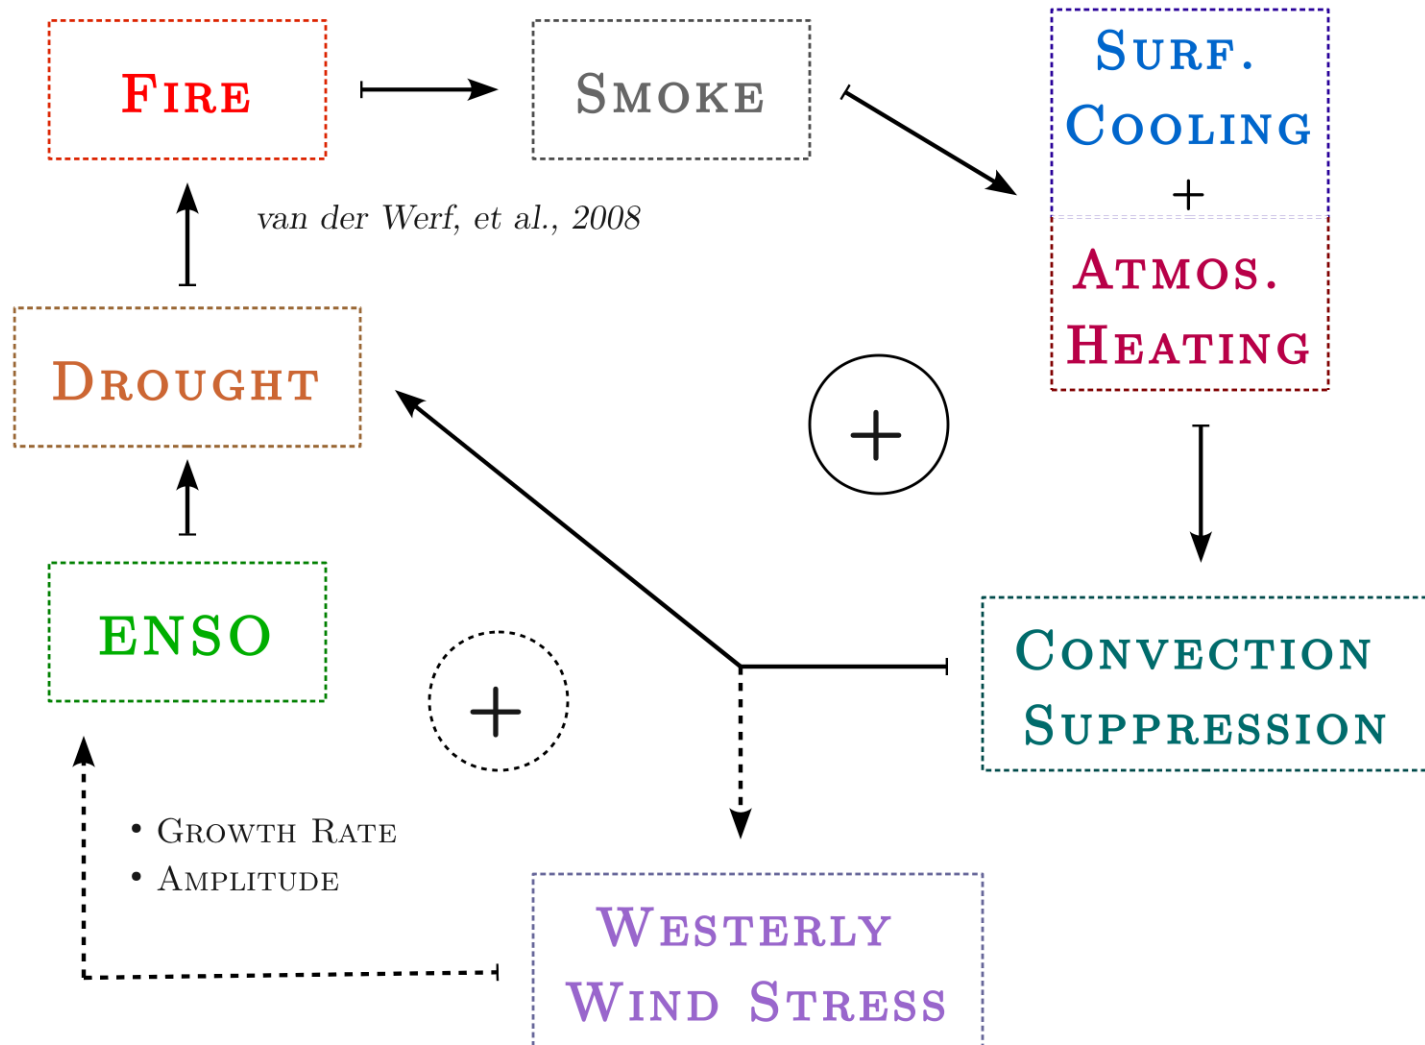 FIRE
SMOKE
SURF.
COOLING
+
ATMOS.
HEATING
van der Werf, et al., 2008
DROUGHT
+
ENSO
CONVECTION
SUPPRESSION
+
• GROWTH RATE
• AMPLITUDE
WESTERLY
WIND STRESS